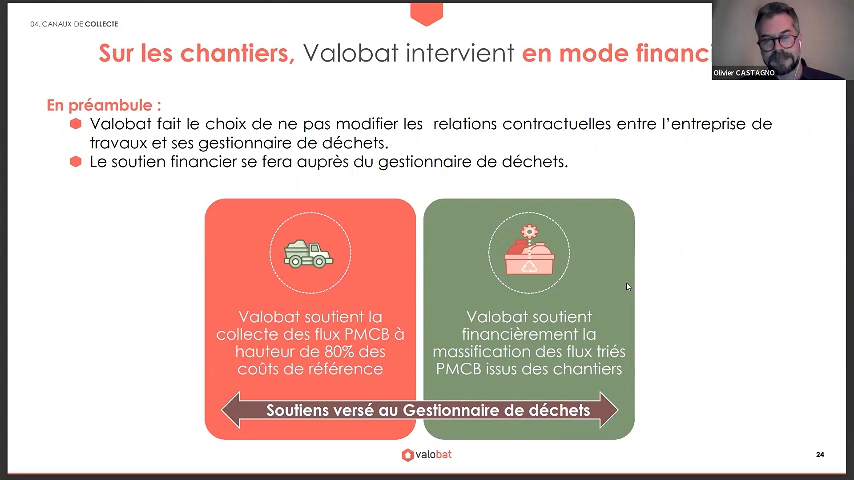 04. CANAUX DE COLLECTE
Sur les chantiers, Valobat intervient en mode financi
Olivier CASTAGNO
En préambule :
Valobat fait le choix de ne pas modifier les relations contractuelles entre l'entreprise de
travaux et ses gestionnaire de déchets.
Le soutien financier se fera auprès du gestionnaire de déchets.
Valobat soutient la
collecte des flux PMCB à
hauteur de 80% des
coûts de référence
Valobat soutient
financièrement la
massification des flux triés
PMCB issus des chantiers
Soutiens versé au Gestionnaire de déchets
valobat
24